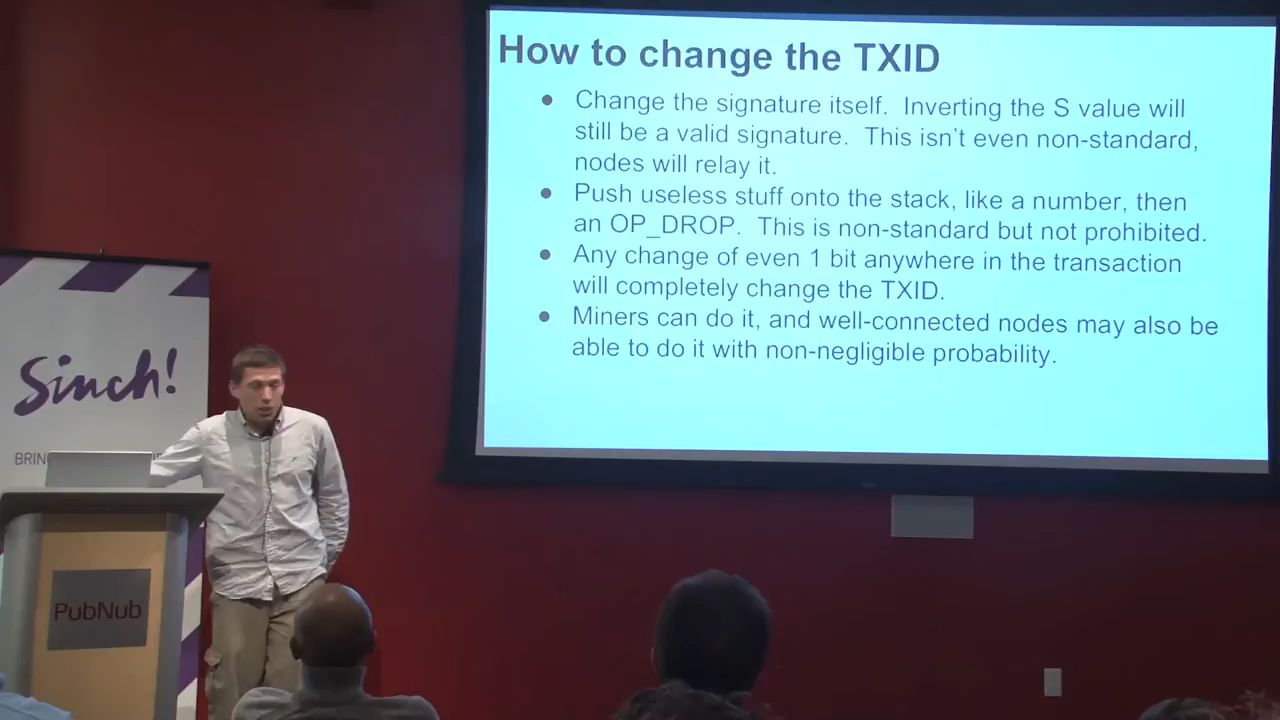 How to change the TXID
● Change the signature itself. Inverting the S value will
still be a valid signature. This isn't even non-standard,
nodes will relay it.
● Push useless stuff onto the stack, like a number, then
an OP_DROP. This is non-standard but not prohibited.
● Any change of even 1 bit anywhere in the transaction
will completely change the TXID.
● Miners can do it, and well-connected nodes may also be
able to do it with non-negligible probability.
Sinch!
PubNub